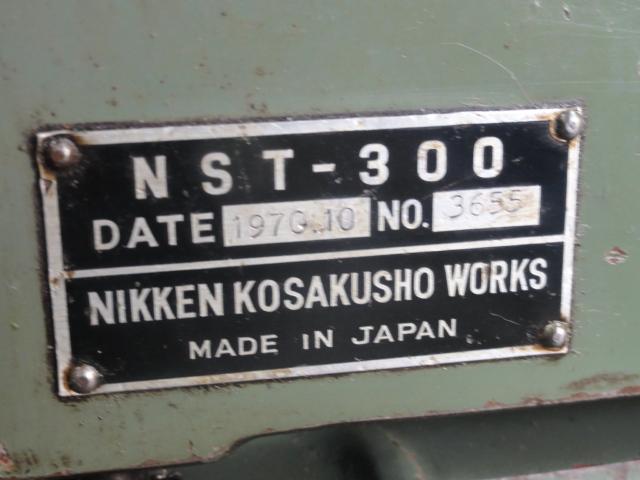 NST-300
DATE 1970.10 NO. 3655
NIKKEN KOSAKUSHO WORKS
MADE IN JAPAN